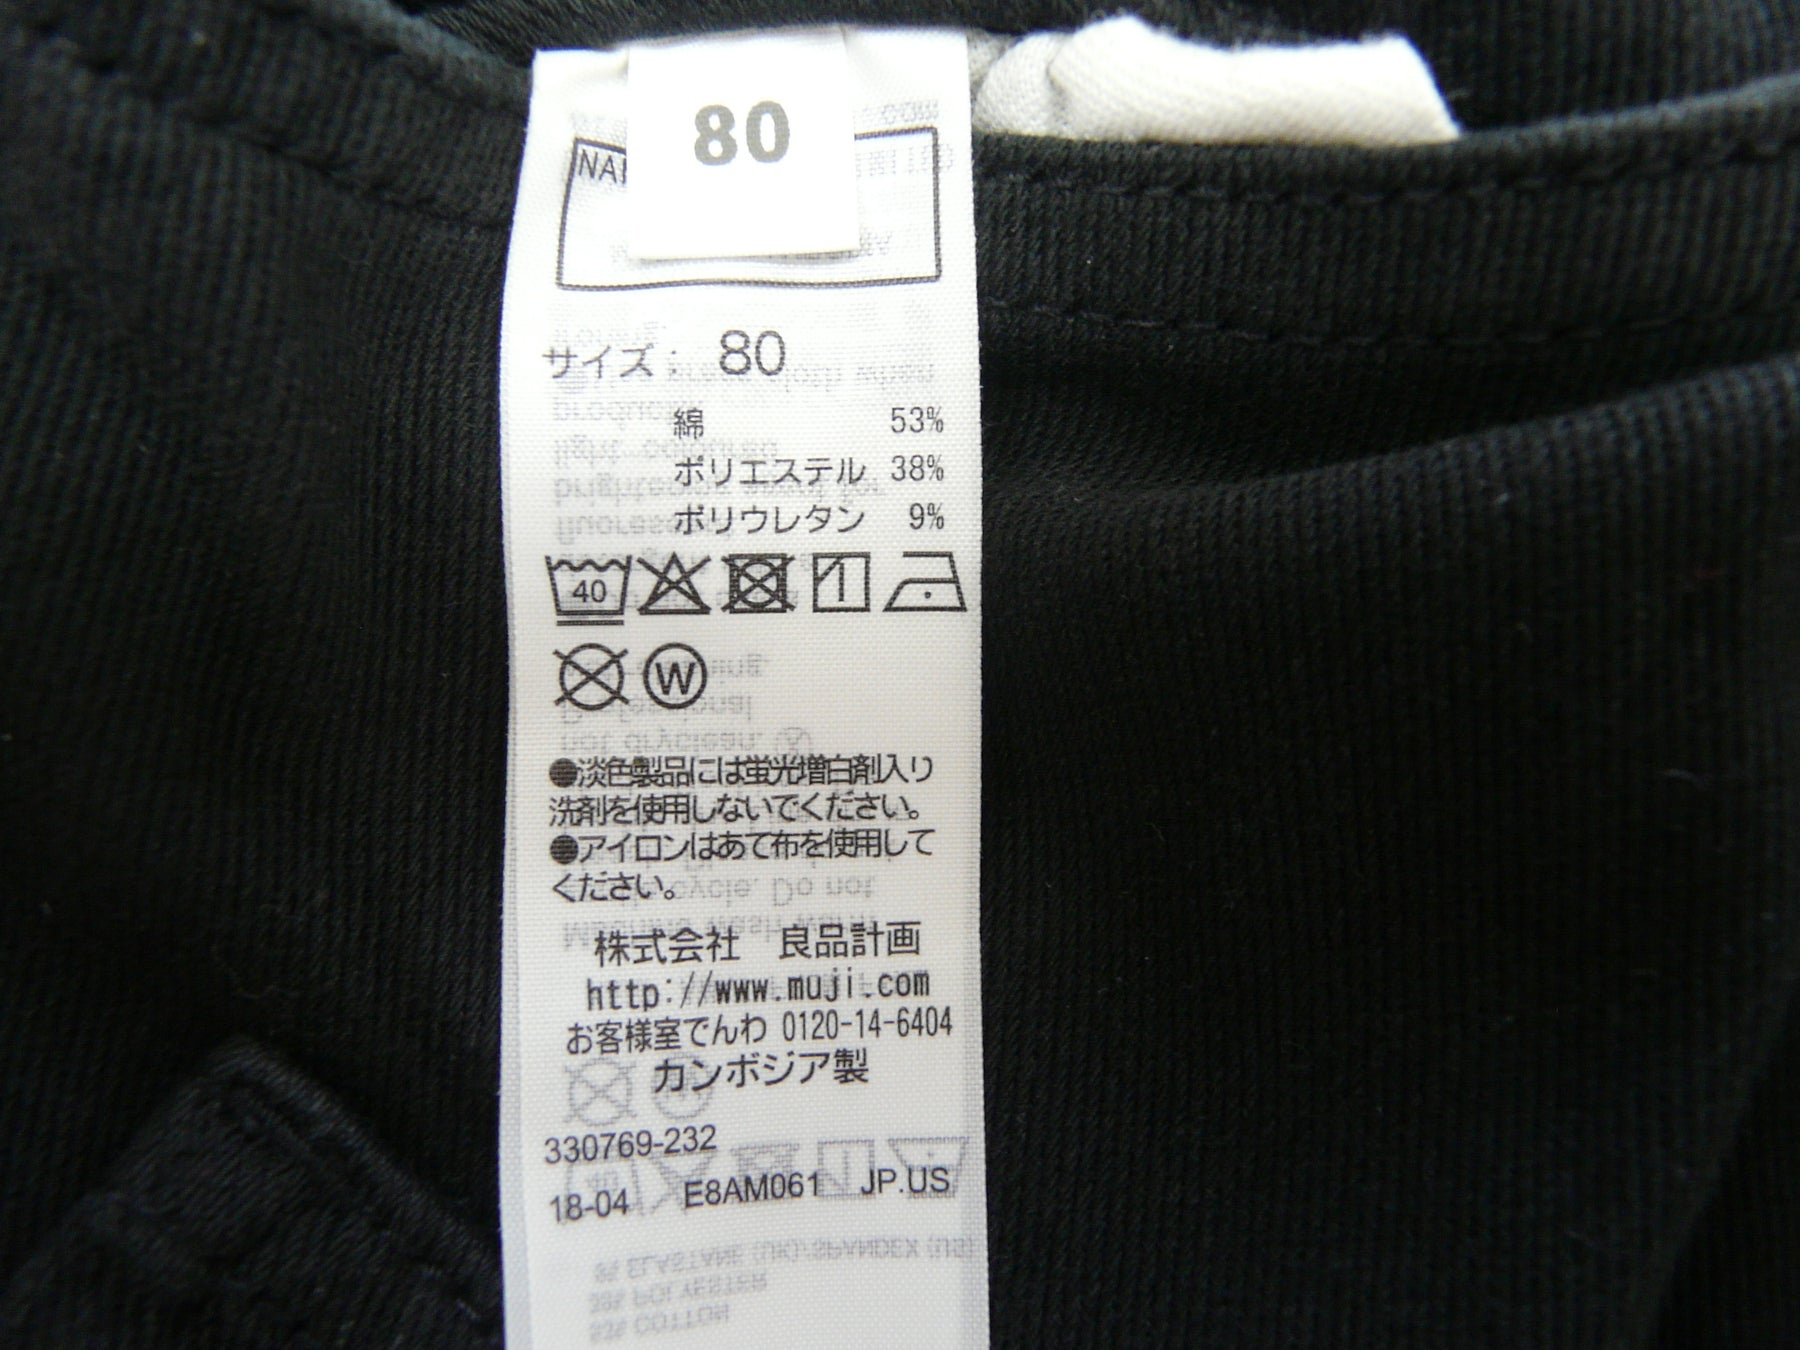 80
サイズ: 80
綿 53%
ポリエステル 38%
ポリウレタン 9%
40
W
●淡色製品には蛍光増白剤入り
洗剤を使用しないでください。
●アイロンはあて布を使用して
ください。
株式会社 良品計画
http://www.muji.com
お客様室でんわ 0120-14-6404
カンボジア製
330769-232
18-04 E8AM061 JP.US